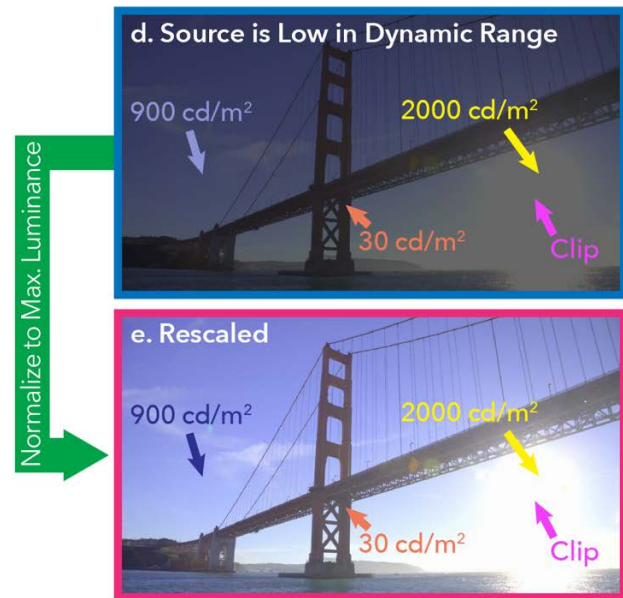 d. Source is Low in Dynamic Range
900 cd/m²
2000 cd/m²
30 cd/m²
Clip
Normalize to Max. Luminance
e. Rescaled
900 cd/m²
2000 cd/m²
30 cd/m²
Clip